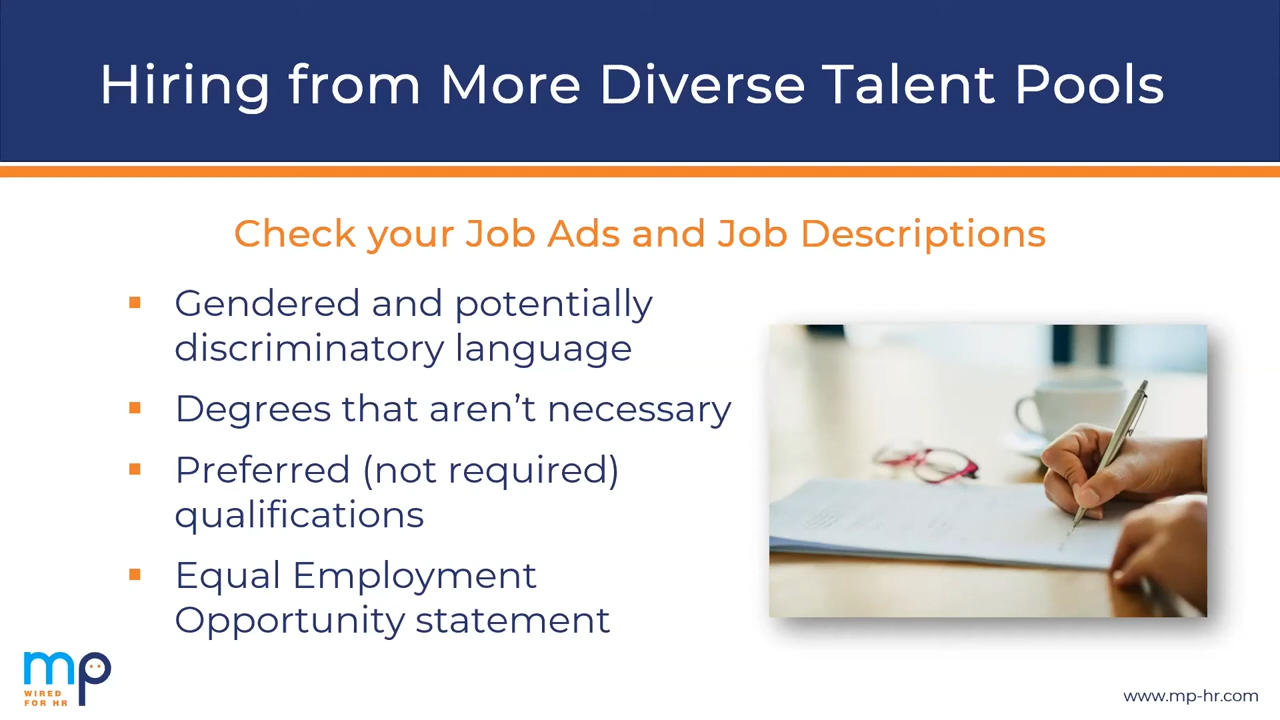 Hiring from More Diverse Talent Pools
Check your Job Ads and Job Descriptions
Gendered and potentially
discriminatory language
Degrees that aren’t necessary
Preferred (not required)
qualifications
Equal Employment
Opportunity statement
mp
WIRED
FOR HR
www.mp-hr.com